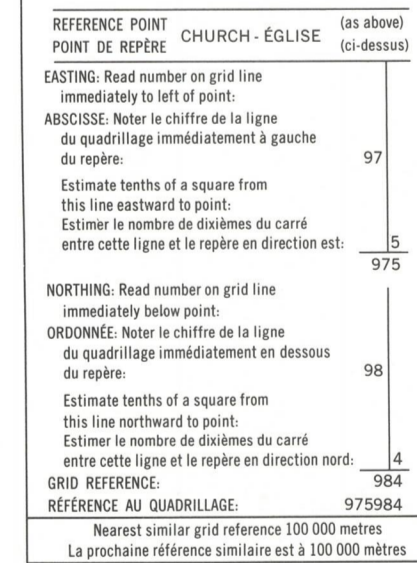 REFERENCE POINT CHURCH - ÉGLISE (as above)
POINT DE REPÈRE (ci-dessus)
EASTING: Read number on grid line
immediately to left of point:
ABSCISSE: Noter le chiffre de la ligne
du quadrillage immédiatement à gauche
du repère: 97
Estimate tenths of a square from
this line eastward to point:
Estimer le nombre de dixièmes du carré
entre cette ligne et le repère en direction est: 5
975
NORTHING: Read number on grid line
immediately below point:
ORDONNÉE: Noter le chiffre de la ligne
du quadrillage immédiatement en dessous
du repère: 98
Estimate tenths of a square from
this line northward to point:
Estimer le nombre de dixièmes du carré
entre cette ligne et le repère en direction nord: 4
GRID REFERENCE: 984
RÉFÉRENCE AU QUADRILLAGE: 975984
Nearest similar grid reference 100 000 metres
La prochaine référence similaire est à 100 000 mètres